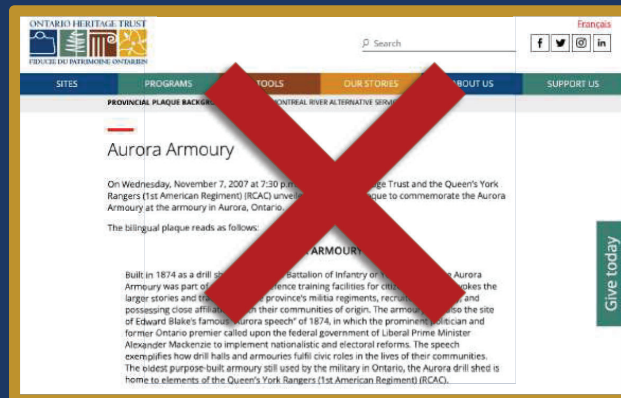 ONTARIO HERITAGE TRUST
FIDUCIE DU PATRIMOINE ONTARIEN
Search
Français
SITES PROGRAMS TOOLS OUR STORIES ABOUT US SUPPORT US
PROVINCIAL PLAQUE BACKGR MONTREAL RIVER ALTERNATIVE SERVI
Aurora Armoury
On Wednesday, November 7, 2007 at 7:30 p.m. ge Trust and the Queen's York
Rangers (1st American Regiment) (RCAC) unveile que to commemorate the Aurora
Armoury at the armoury in Aurora, Ontario.
The bilingual plaque reads as follows:
ARMOURY
Built in 1874 as a drill sh Battalion of Infantry or Aurora
Armoury was part of ence training facilities for okes the
larger stories and tra province's militia regiments, recrui and
possessing close affilia their communities of origin. The armou also the site
of Edward Blake's famous "Aurora speech" of 1874, in which the prominent politician and
former Ontario premier called upon the federal government of Liberal Prime Minister
Alexander Mackenzie to implement nationalistic and electoral reforms. The speech
exemplifies how drill halls and armouries fulfil civic roles in the lives of their communities.
The oldest purpose-built armoury still used by the military in Ontario, the Aurora drill shed is
home to elements of the Queen's York Rangers (1st American Regiment) (RCAC).
Give today